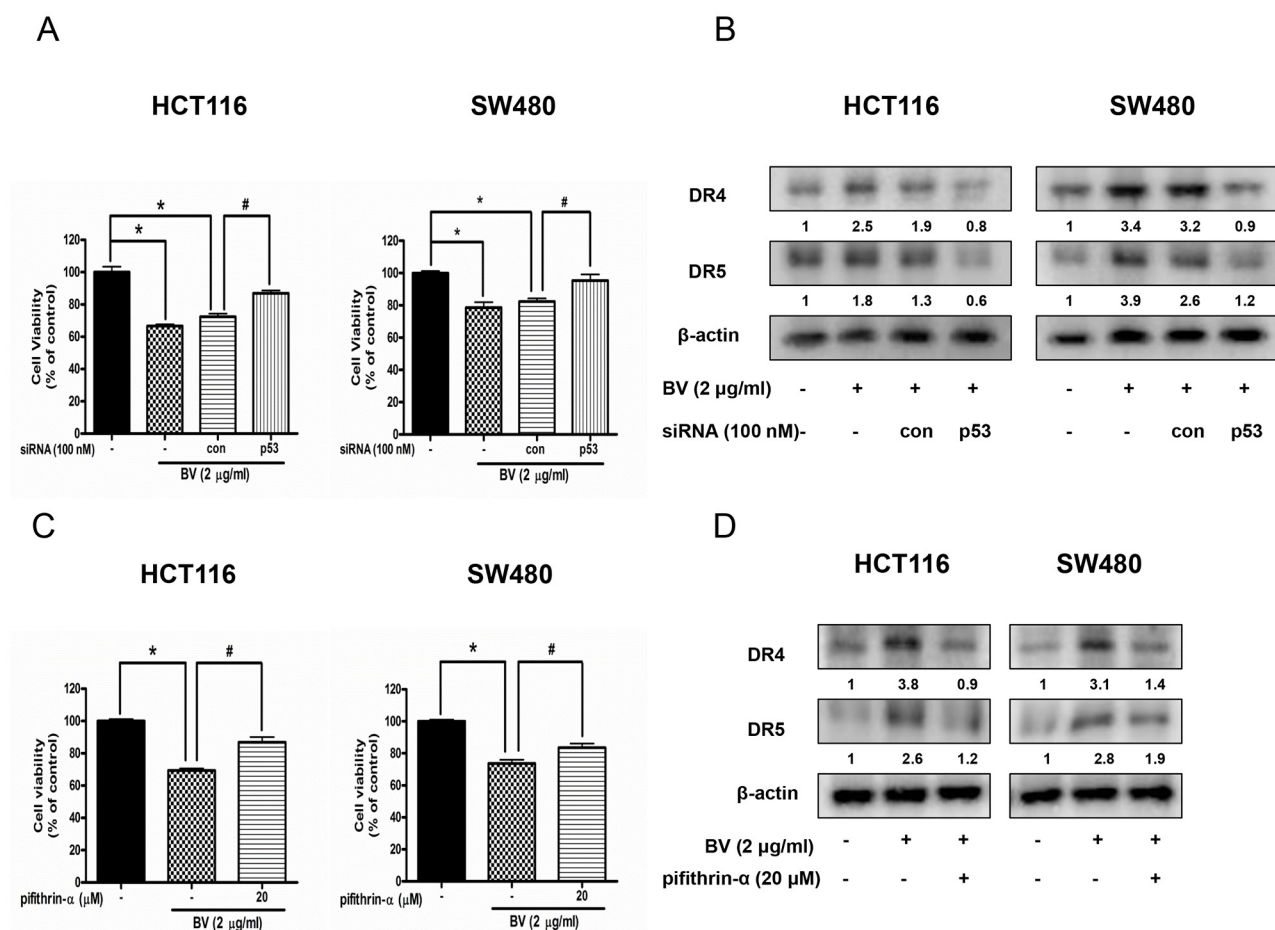 A
B
HCT116 SW480
HCT116 SW480
* * #
* * #
Cell Viability
(% of control)
120
100
80
60
40
20
0
siRNA (100 nM) - - con p53
BV (2 μg/ml)
Cell Viability
(% of control)
120
100
80
60
40
20
0
siRNA (100 nM) - - con p53
BV (2 μg/ml)
DR4
1 2.5 1.9 0.8 1 3.4 3.2 0.9
DR5
1 1.8 1.3 0.6 1 3.9 2.6 1.2
β-actin
BV (2 μg/ml) - + + + - + + +
siRNA (100 nM)- - con p53 - - con p53
C
D
HCT116 SW480
HCT116 SW480
* #
* #
Cell viability
(% of control)
120
100
80
60
40
20
0
pifithrin-α (μM) - - 20
BV (2 μg/ml)
Cell viability
(% of control)
120
100
80
60
40
20
0
pifithrin-α (μM) - - 20
BV (2 μg/ml)
DR4
1 3.8 0.9 1 3.1 1.4
DR5
1 2.6 1.2 1 2.8 1.9
β-actin
BV (2 μg/ml) - + + - + +
pifithrin-α (20 μM) - - + - - +